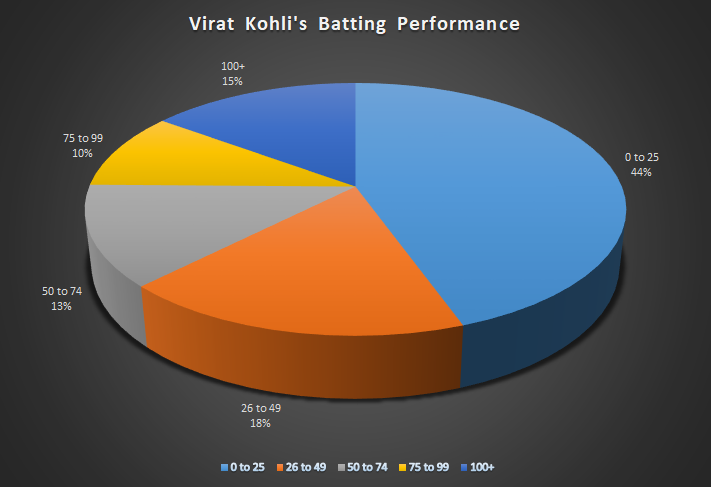 Virat Kohli's Batting Performance
100+
15%
75 to 99
10%
0 to 25
44%
50 to 74
13%
26 to 49
18%
0 to 25 26 to 49 50 to 74 75 to 99 100+